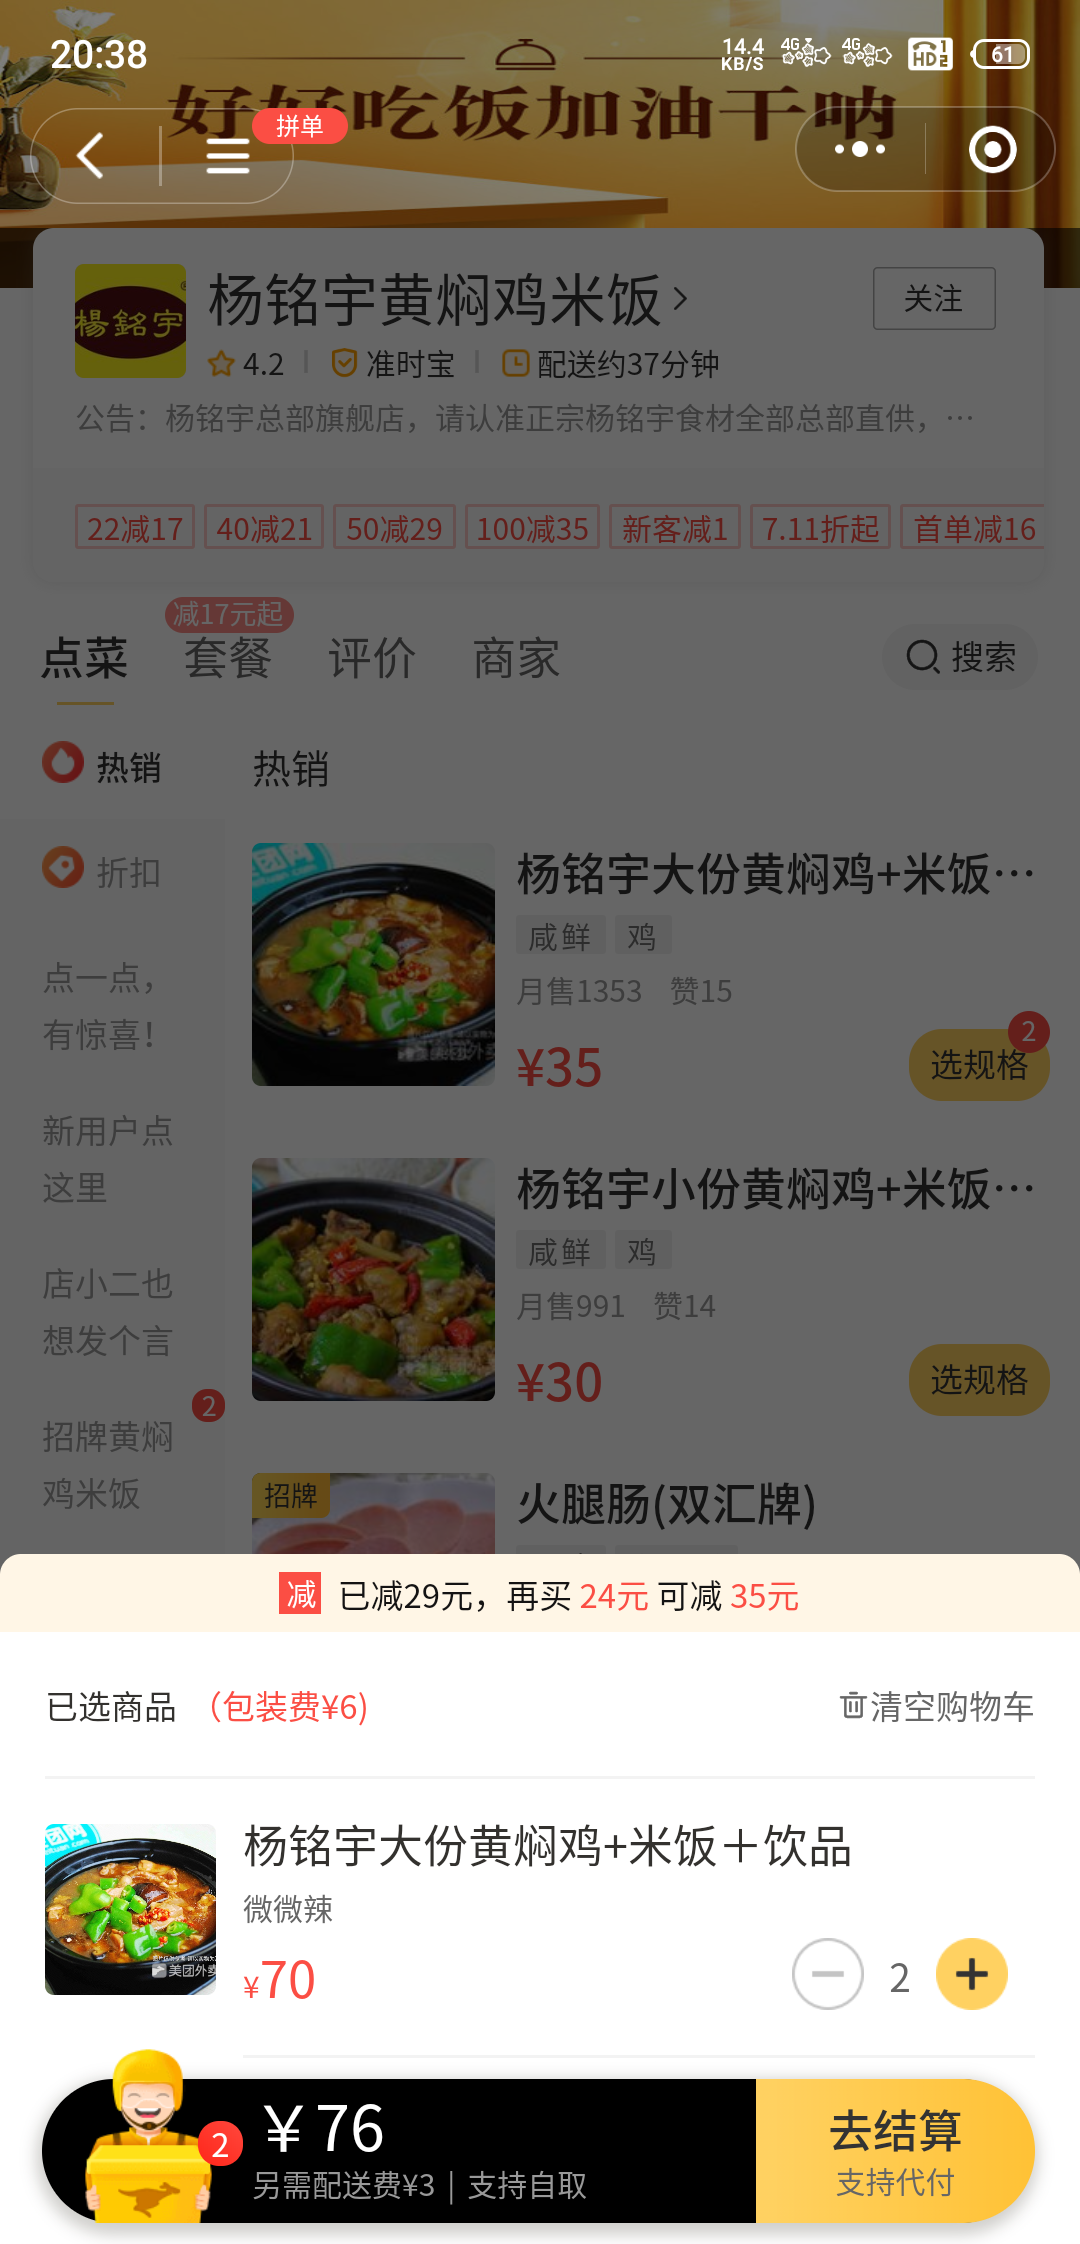 20:38
14.4
KB/S
4G
4G
HD
1
2
61
好好吃饭加油干呐
拼单
楊銘宇
杨铭宇黄焖鸡米饭
关注
4.2
准时宝
配送约37分钟
公告：杨铭宇总部旗舰店，请认准正宗杨铭宇食材全部总部直供，…
22减17
40减21
50减29
100减35
新客减1
7.11折起
首单减16
减17元起
点菜
套餐
评价
商家
搜索
热销
热销
折扣
点一点，
有惊喜！
新用户点
这里
店小二也
想发个言
2
招牌黄焖
鸡米饭
杨铭宇大份黄焖鸡+米饭…
咸鲜
鸡
月售1353 赞15
¥35
2
选规格
杨铭宇小份黄焖鸡+米饭…
咸鲜
鸡
月售991 赞14
¥30
选规格
招牌
火腿肠(双汇牌)
减 已减29元，再买 24元 可减 35元
已选商品 （包装费¥6)
清空购物车
杨铭宇大份黄焖鸡+米饭＋饮品
微微辣
美团外卖
¥70
2
2
￥76
另需配送费¥3 | 支持自取
去结算
支持代付